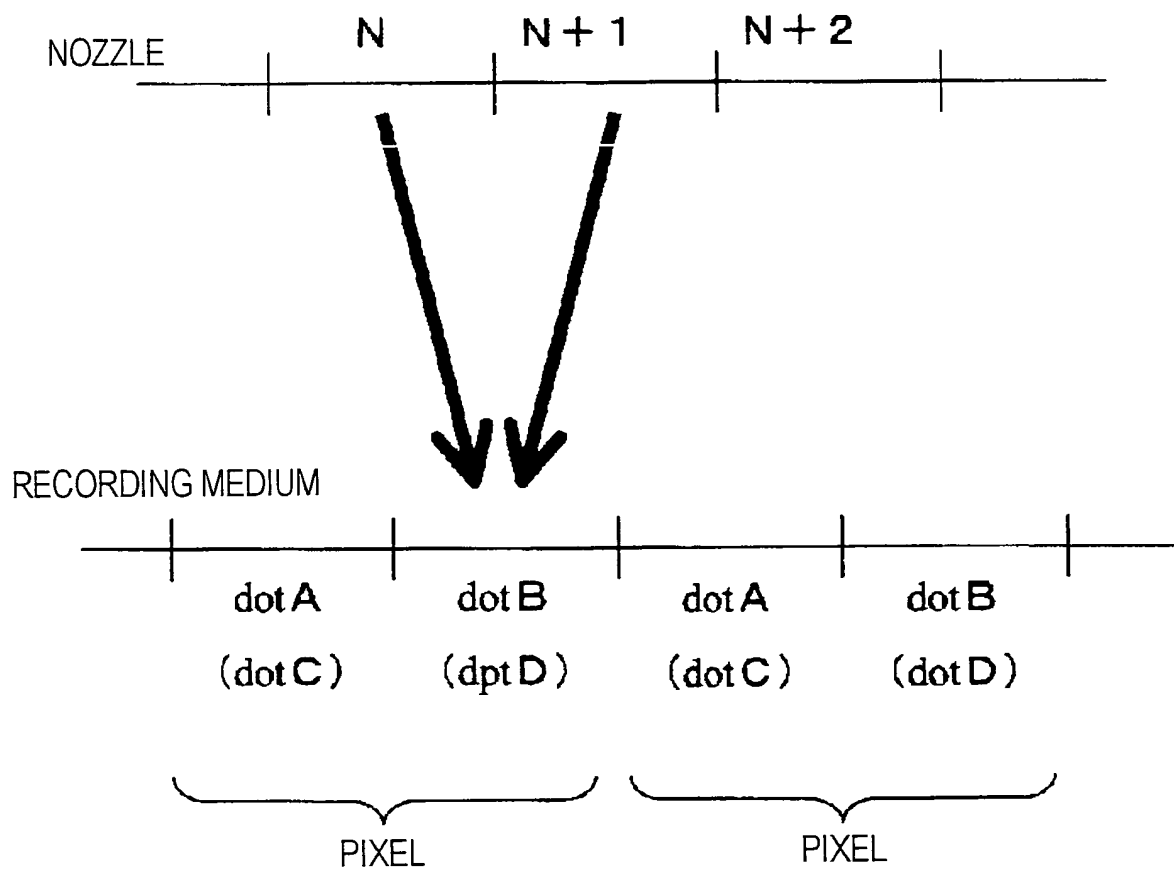 N N + 1 N + 2
NOZZLE
RECORDING MEDIUM
dot A dot B dot A dot B
(dot C) (dpt D) (dot C) (dot D)
PIXEL PIXEL